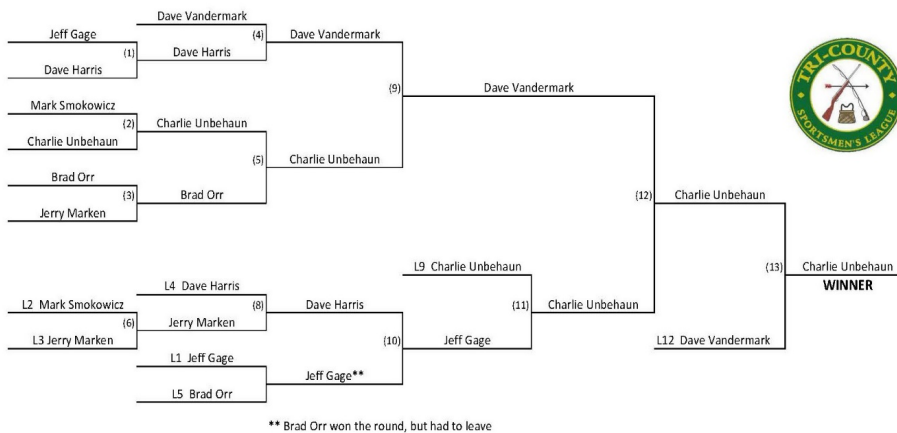 Dave Vandermark
Jeff Gage
(4)
Dave Vandermark
(1)
Dave Harris
Dave Harris
(9)
Dave Vandermark
TRI-COUNTY
SPORTSMEN'S LEAGUE
Mark Smokowicz
(2)
Charlie Unbehaun
Charlie Unbehaun
(5)
Charlie Unbehaun
Brad Orr
(3)
Brad Orr
(12)
Charlie Unbehaun
Jerry Marken
L9 Charlie Unbehaun
(13)
Charlie Unbehaun
WINNER
L4 Dave Harris
L2 Mark Smokowicz
(8)
Dave Harris
(11)
Charlie Unbehaun
(6)
Jerry Marken
L3 Jerry Marken
(10)
Jeff Gage
L12 Dave Vandermark
L1 Jeff Gage
Jeff Gage**
L5 Brad Orr
** Brad Orr won the round, but had to leave